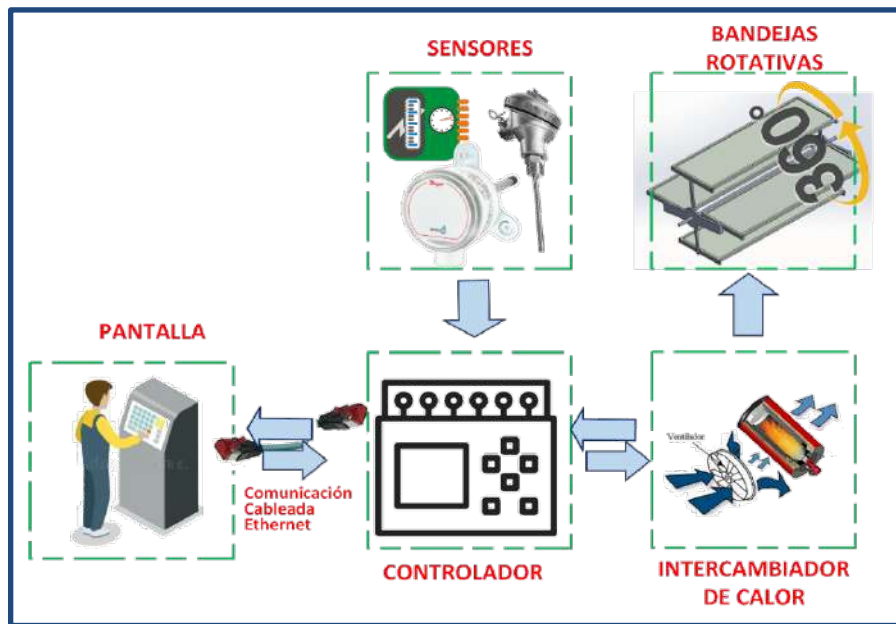 SENSORES
BANDEJAS
ROTATIVAS
360°
PANTALLA
Comunicación
Cableada
Ethernet
CONTROLADOR
Ventilador
INTERCAMBIADOR
DE CALOR